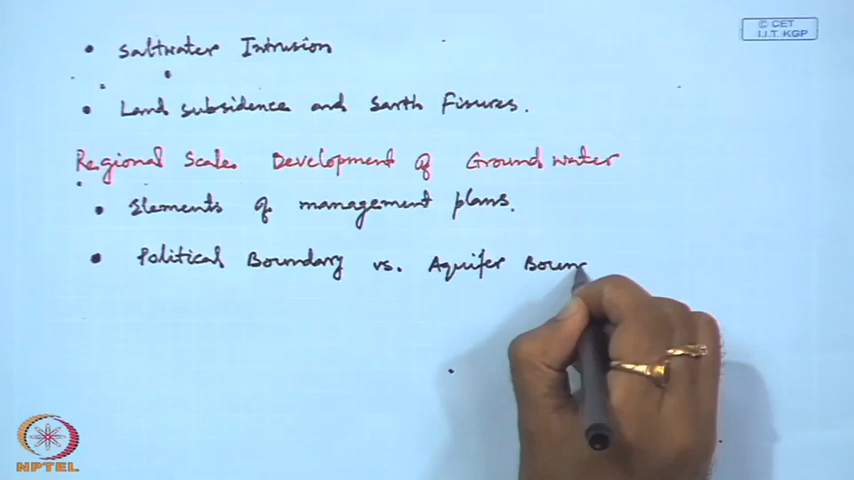 © CET
I.I.T. KGP
• Saltwater Intrusion
• Land subsidence and Earth Fissures.
Regional Scale Development of Groundwater
• Elements of management plans.
• Political Boundary vs. Aquifer Boun
NPTEL